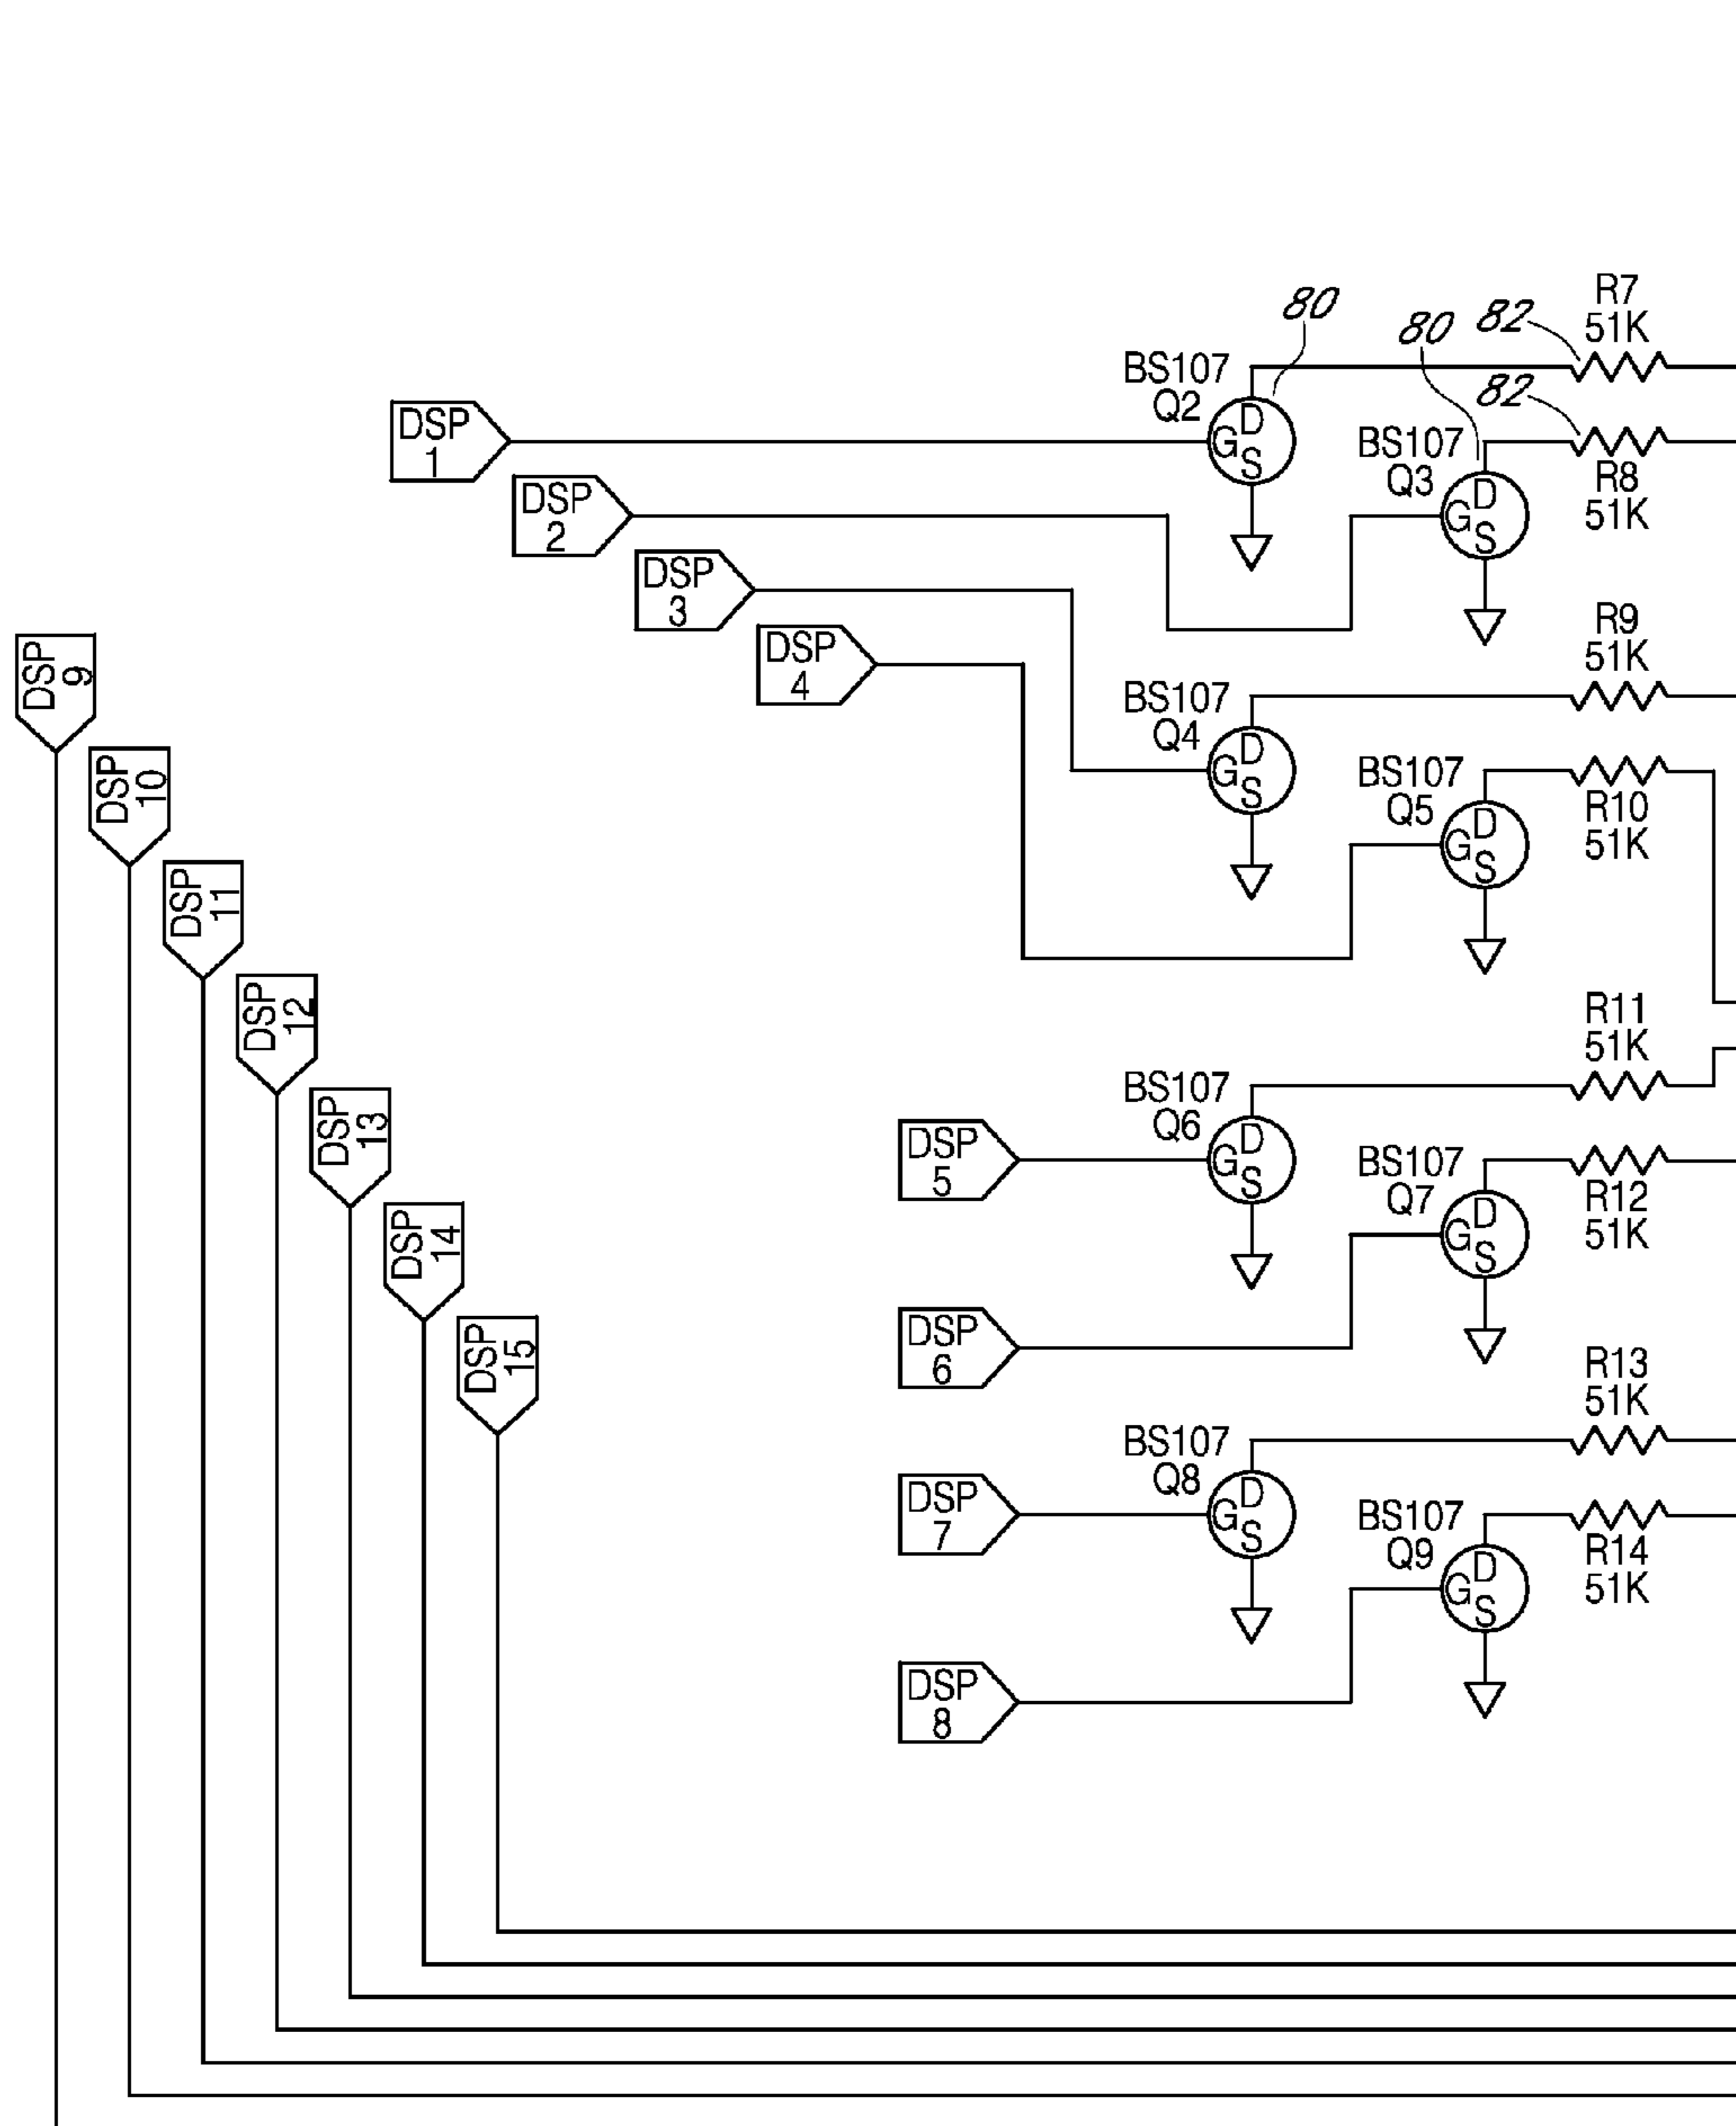 R7
51K
80
80
82
BS107
Q2
82
DSP
1
BS107
Q3
R8
51K
G D S
DSP
2
G D S
DSP
3
R9
51K
DSP
4
DSP
9
BS107
Q4
G D S
BS107
Q5
R10
51K
DSP
10
G D S
DSP
11
R11
51K
DSP
12
BS107
Q6
DSP
13
DSP
5
G D S
BS107
Q7
R12
51K
DSP
14
G D S
DSP
6
DSP
15
R13
51K
BS107
Q8
DSP
7
G D S
BS107
Q9
R14
51K
G D S
DSP
8